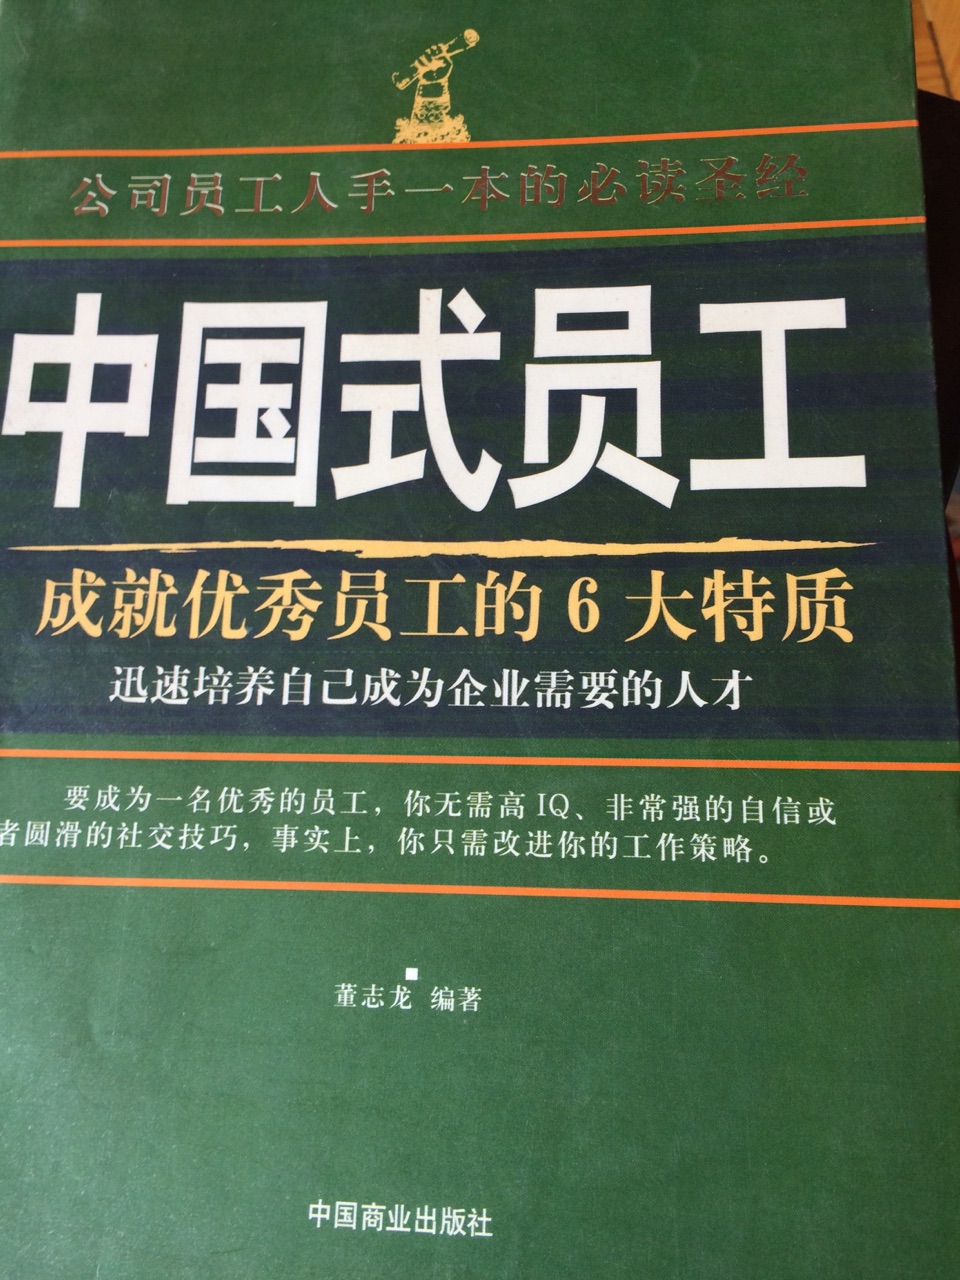 公司员工人手一本的必读圣经
中国式员工
成就优秀员工的6大特质
迅速培养自己成为企业需要的人才
要成为一名优秀的员工，你无需高IQ、非常强的自信或
者圆滑的社交技巧，事实上，你只需改进你的工作策略。
董志龙 编著
中国商业出版社